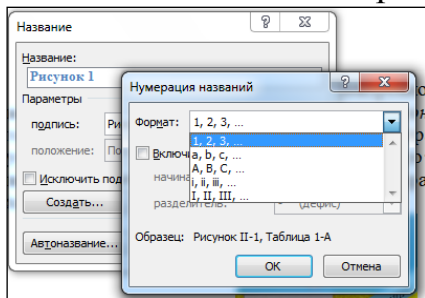 Название
Название:
Рисунок 1
Параметры
подпись:
положение:
Исключить под
Создать...
Автоназвание...
Нумерация названий
Формат: 1, 2, 3, ...
1, 2, 3, ...
a, b, c, ...
A, B, C, ...
i, ii, iii, ...
I, II, III, ...
Включ
начина
разделитель: - (дефис)
Образец: Рисунок II-1, Таблица 1-A
ОК
Отмена